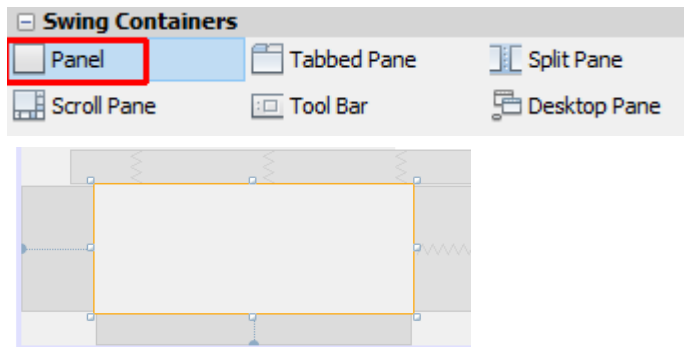 Swing Containers
Panel Tabbed Pane Split Pane
Scroll Pane Tool Bar Desktop Pane